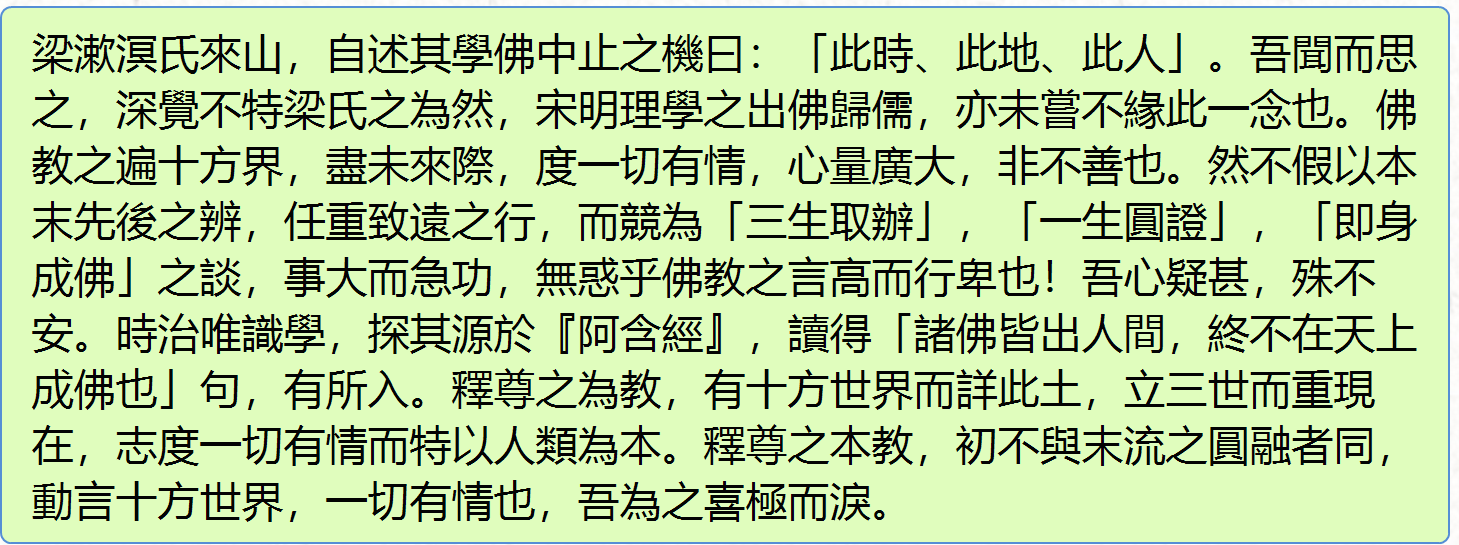 梁漱溟氏來山，自述其學佛中止之機曰：「此時、此地、此人」。吾聞而思
之，深覺不特梁氏之為然，宋明理學之出佛歸儒，亦未嘗不緣此一念也。佛
教之遍十方界，盡未來際，度一切有情，心量廣大，非不善也。然不假以本
末先後之辨，任重致遠之行，而競為「三生取辦」，「一生圓證」，「即身
成佛」之談，事大而急功，無惑乎佛教之言高而行卑也！吾心疑甚，殊不
安。時治唯識學，探其源於『阿含經』，讀得「諸佛皆出人間，終不在天上
成佛也」句，有所入。釋尊之為教，有十方世界而詳此土，立三世而重現
在，志度一切有情而特以人類為本。釋尊之本教，初不與末流之圓融者同，
動言十方世界，一切有情也，吾為之喜極而淚。